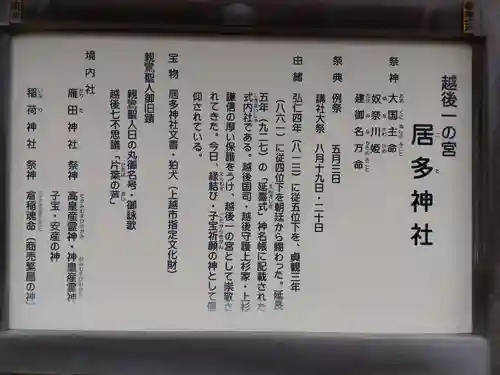 越後一の宮
居多神社
祭神 大国主命
奴奈川姫
建御名方命
祭典 例祭 五月三日
講社大祭 八月十九日・二十日
由緒 弘仁四年(八一三)に従五位下を、貞観三年
(八六一)に従四位下を朝廷から賜わった。延長
五年(九二七)の「延喜式」神名帳に記載された
式内社である。越後国司・越後守護上杉家・上杉
謙信の厚い保護をうけ、越後一の宮として崇敬さ
れてきた。今日、縁結び・子宝祈願の神として信
仰されている。
宝物 居多神社文書・狛犬(上越市指定文化財)
親鸞聖人御旧蹟
親鸞聖人日の丸御名号・御詠歌
越後七不思議「片葉の芦」
境内社
雁田神社 祭神 高皇産霊神・神皇産霊神
子宝・安産の神
稲荷神社 祭神 倉稲魂命(商売繁昌の神)